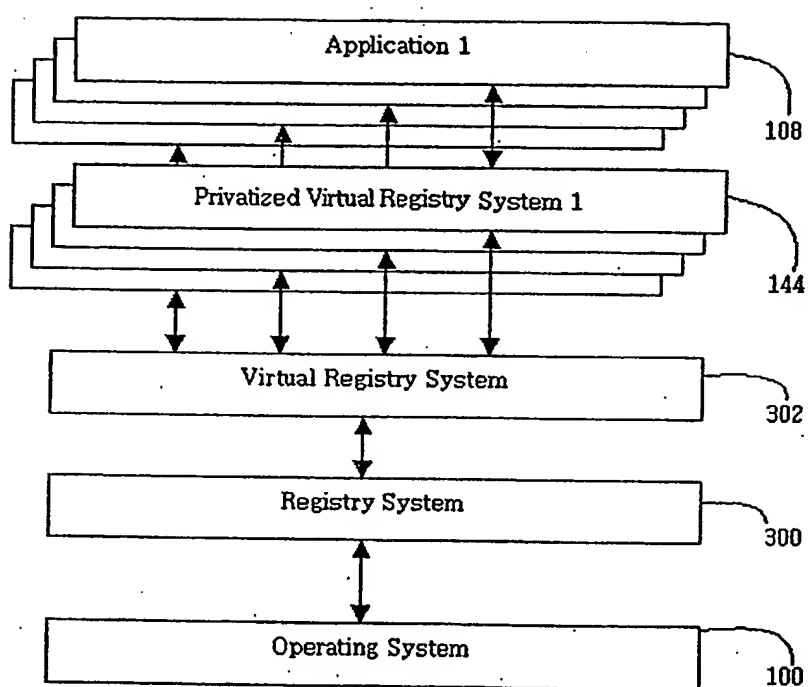 Application 1
108
Privatized Virtual Registry System 1
144
Virtual Registry System
302
Registry System
300
Operating System
100